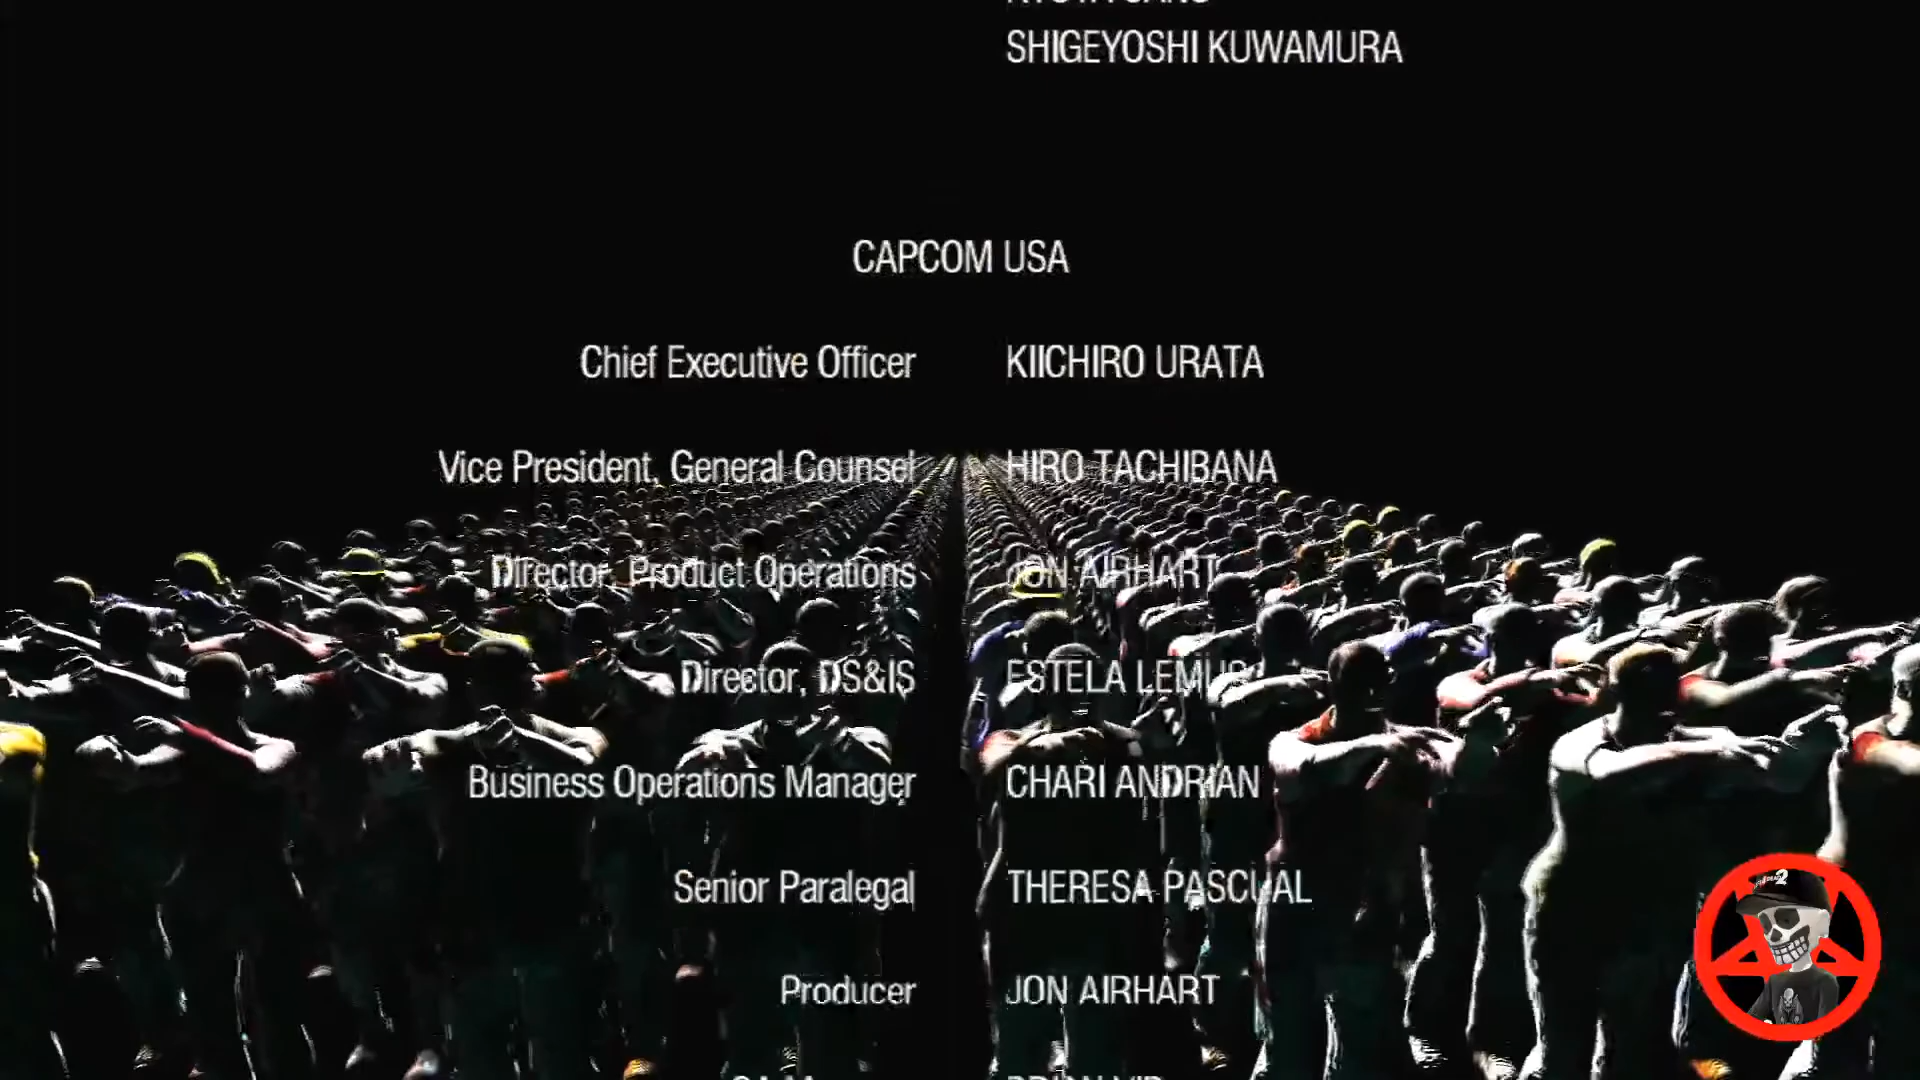 SHIGEYOSHI KUWAMURA
CAPCOM USA
Chief Executive Officer KIICHIRO URATA
Vice President, General Counsel HIRO TACHIBANA
Director, Product Operations JON AIRHART
Director, DS&IS ESTELA LEMUS
Business Operations Manager CHARI ANDRIAN
Senior Paralegal THERESA PASCUAL
Producer JON AIRHART